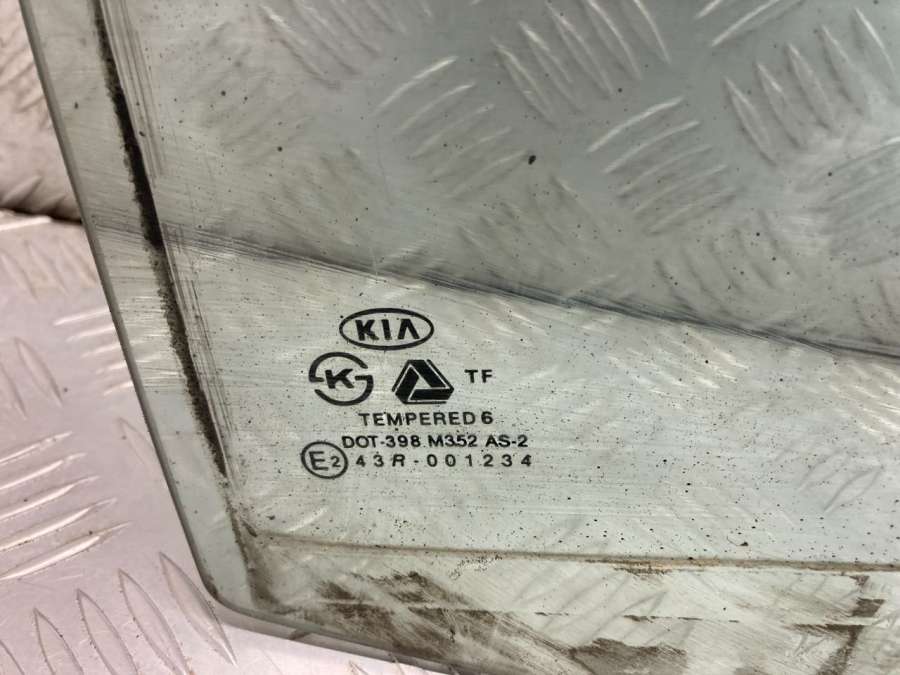 KIA
K
TF
TEMPERED 6
DOT-398 M352 AS-2
E2 43R-001234